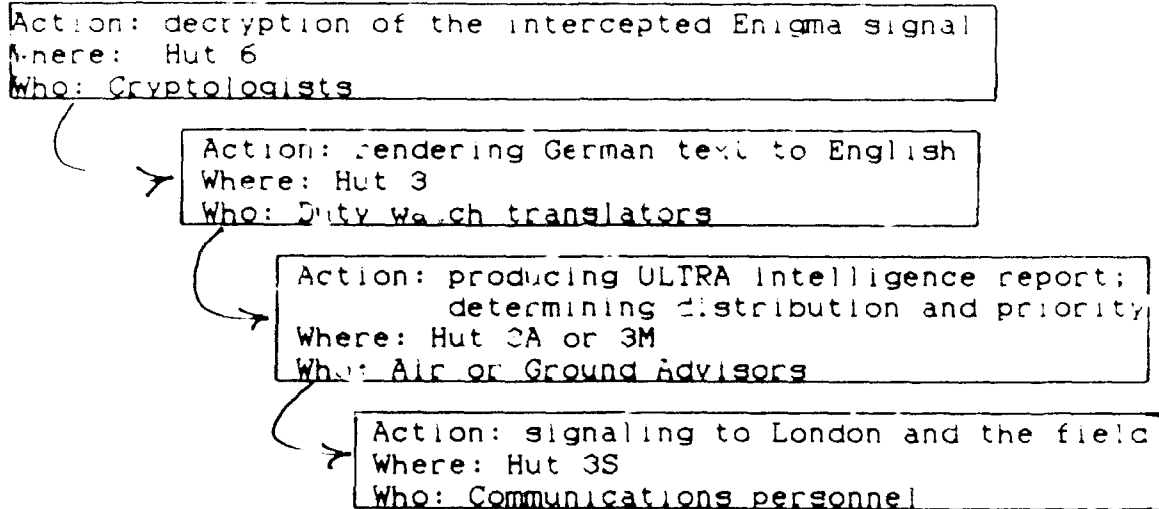 Action: decryption of the intercepted Enigma signal
Where: Hut 6
Who: Cryptologists
Action: rendering German text to English
Where: Hut 3
Who: Duty watch translators
Action: producing ULTRA intelligence report;
determining distribution and priority
Where: Hut 3A or 3M
Who: Air or Ground Advisors
Action: signaling to London and the field
Where: Hut 3S
Who: Communications personnel